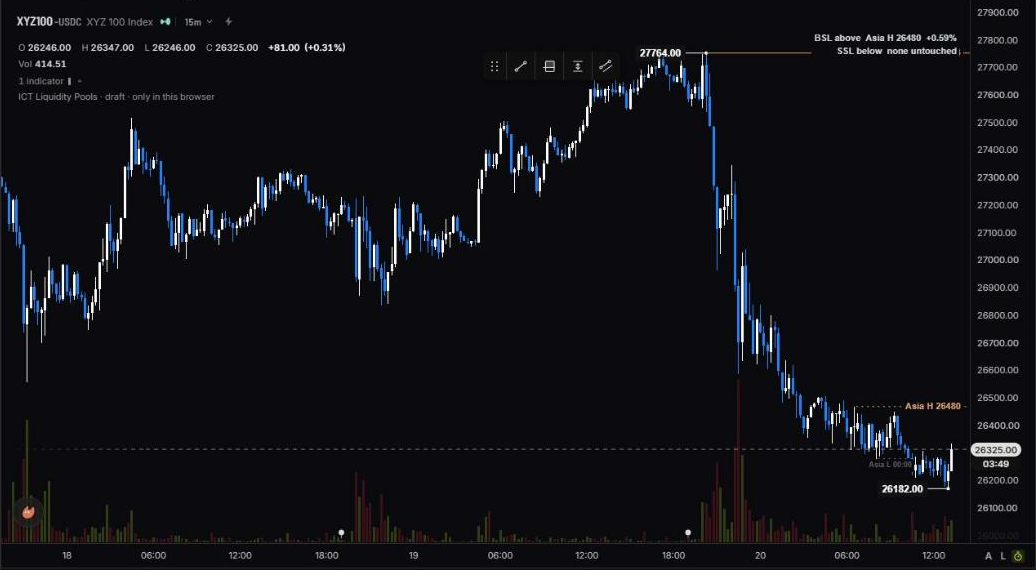 XYZ100-USDC XYZ 100 Index 15m
O 26246.00 H 26347.00 L 26246.00 C 26325.00 +81.00 (+0.31%)
Vol 414.51
1 Indicator
ICT Liquidity Pools · draft · only in this browser
BSL above Asia H 26480 +0.59%
SSL below none untouched
27764.00
Asia H 26480
Asia L 00:00
26182.00
27900.00
27800.00
27700.00
27600.00
27500.00
27400.00
27300.00
27200.00
27100.00
27000.00
26900.00
26800.00
26700.00
26600.00
26500.00
26400.00
26325.00
03:49
26200.00
26100.00
26000.00
18 06:00 12:00 18:00 19 06:00 12:00 18:00 20 06:00 12:00
A L